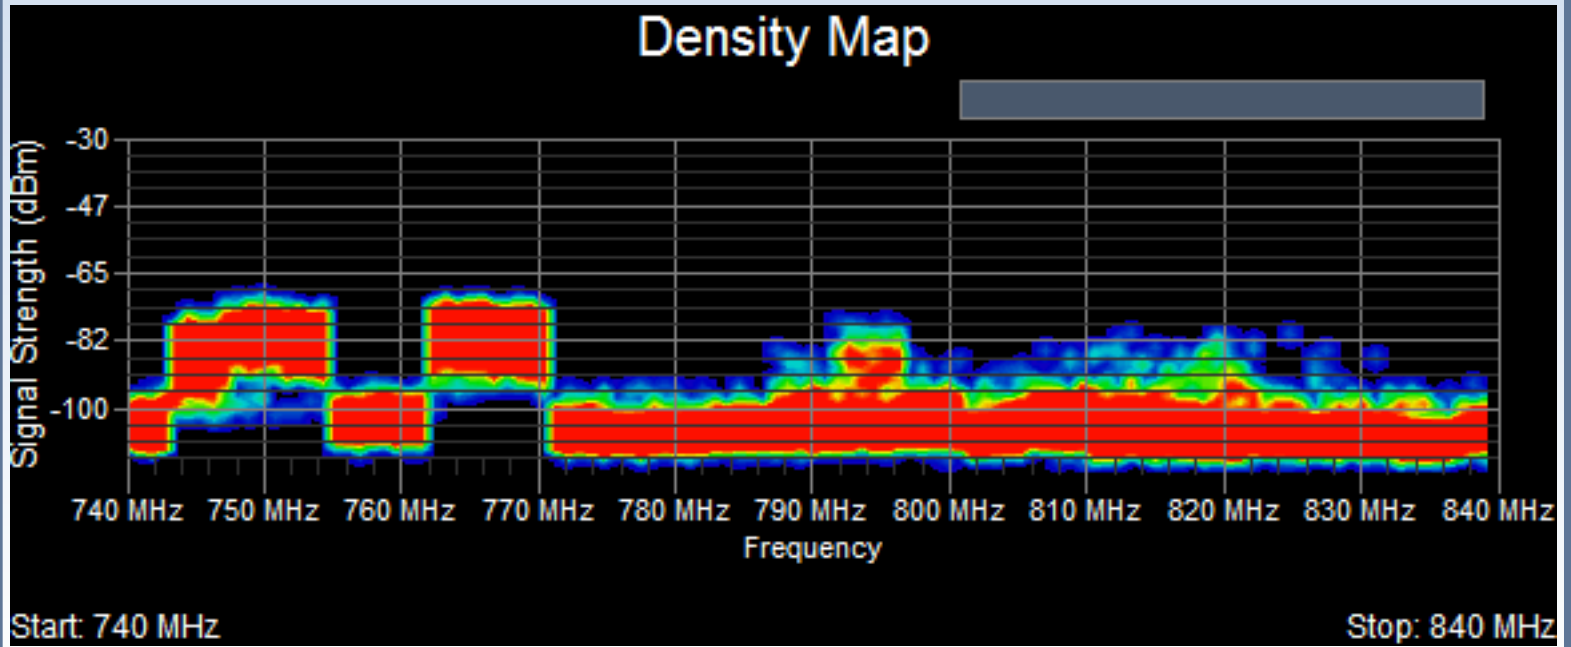 Density Map
Signal Strength (dBm)
-30
-47
-65
-82
-100
740 MHz 750 MHz 760 MHz 770 MHz 780 MHz 790 MHz 800 MHz 810 MHz 820 MHz 830 MHz 840 MHz
Frequency
Start: 740 MHz Stop: 840 MHz